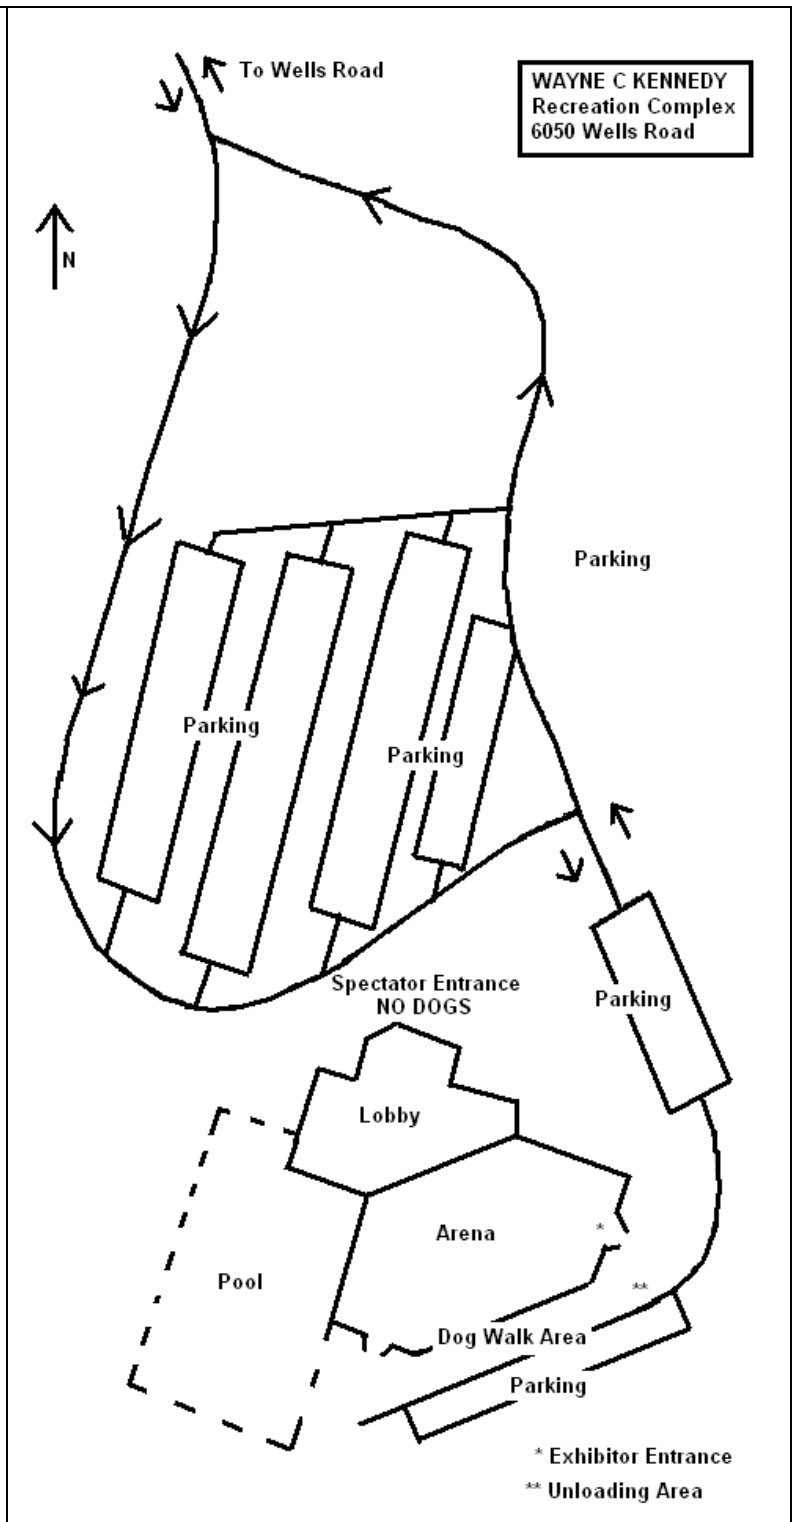 To Wells Road
WAYNE C KENNEDY
Recreation Complex
6050 Wells Road
N
Parking
Parking
Parking
Spectator Entrance
NO DOGS
Parking
Lobby
*
Arena
Pool
**
Dog Walk Area
Parking
* Exhibitor Entrance
** Unloading Area